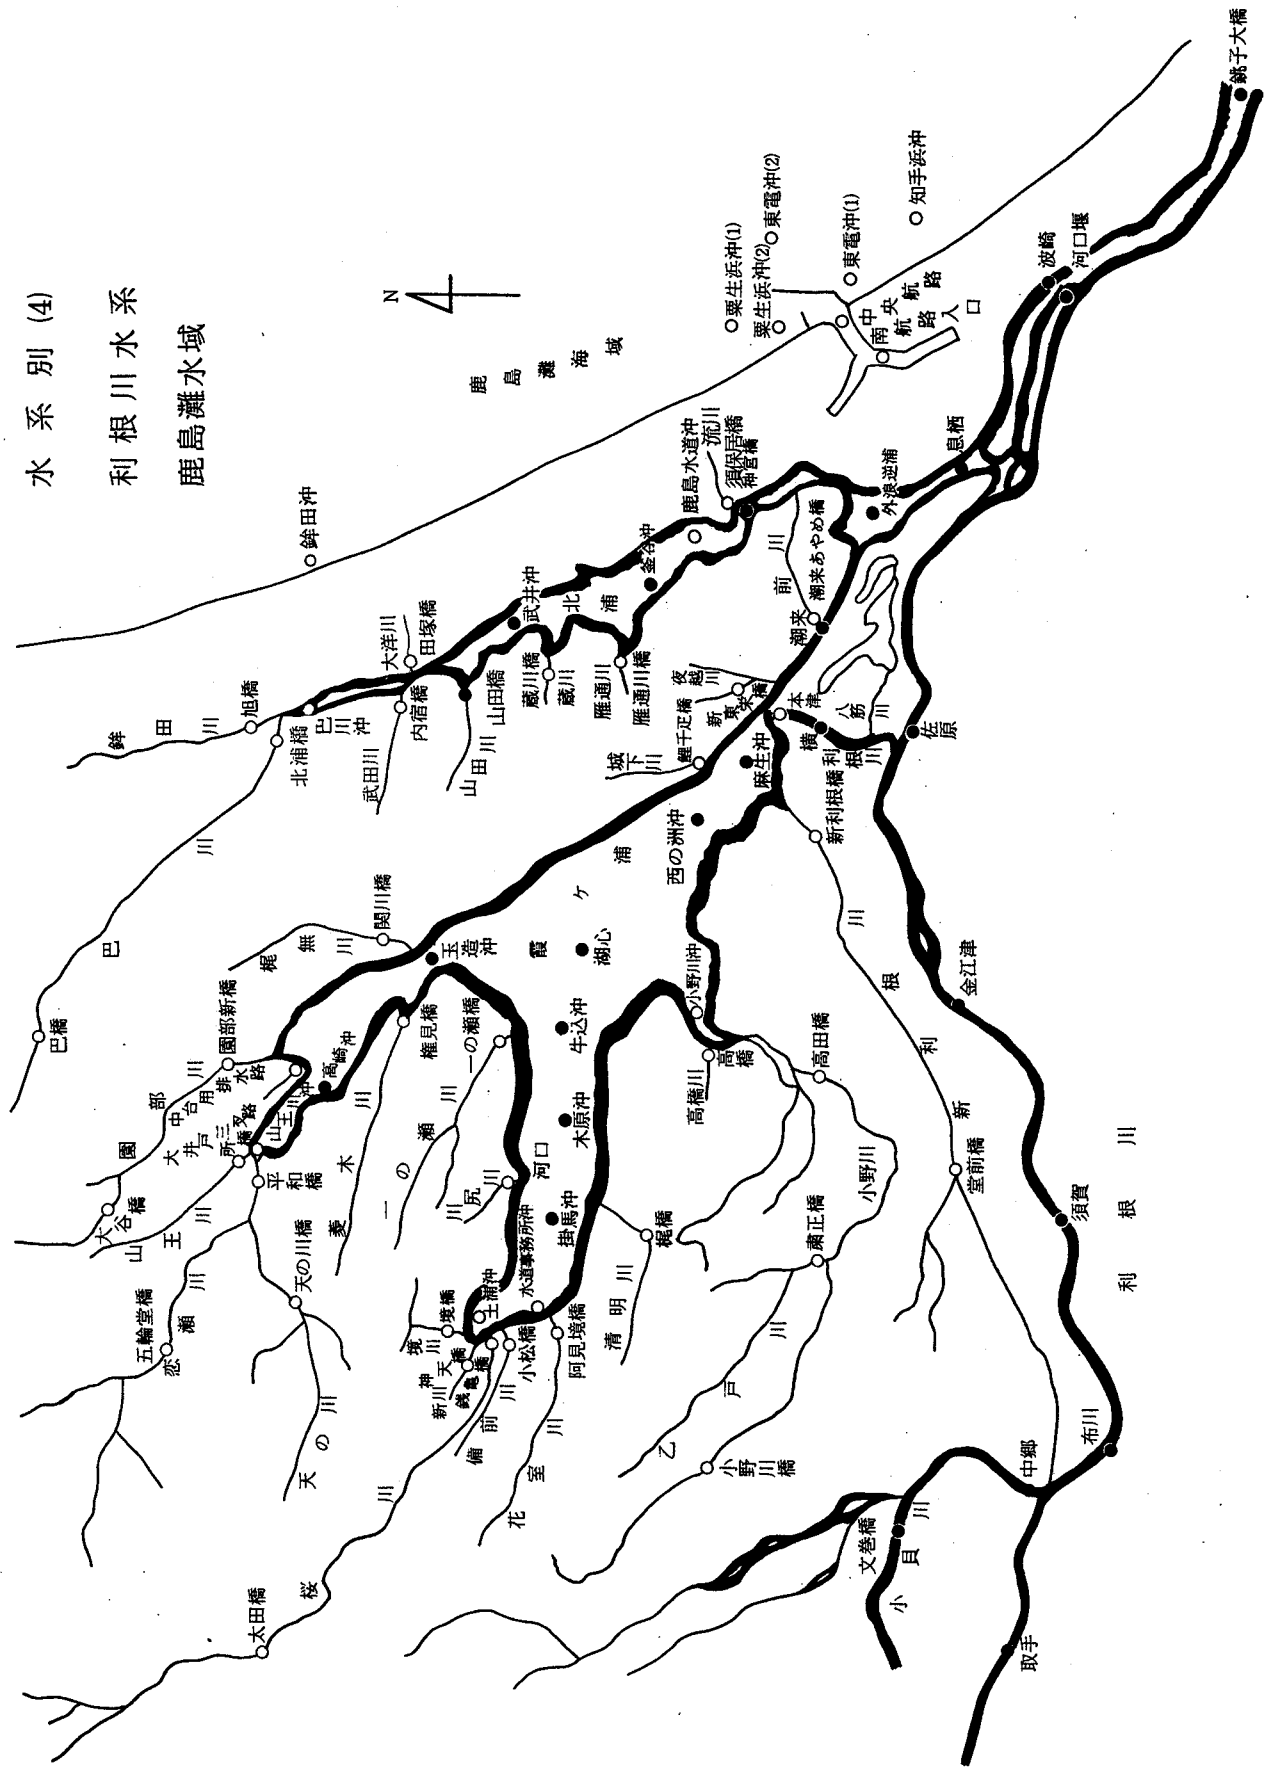 水系別(4)
利根川水系
鹿島灘水域
N
鹿島灘海域
鉾田沖
粟生浜沖(1)
粟生浜沖(2)
東電沖(2)
東電沖(1)
知手浜沖
中央航路
南航路入口
銚子大橋
波崎
河口堰
息栖
外浪逆浦
鹿島水道沖
流川
須保居橋
神宮橋
釜谷沖
武井沖
北浦
前川
潮来あやめ橋
潮来
大洋川
田塚橋
鉾田川
旭橋
巴川沖
北浦橋
内宿橋
武田川
山田橋
山田川
蔵川橋
蔵川
雁通川
雁通川橋
夜越川
新東栄橋
鯉千疋橋
城下川
本津
八筋川
横利根川
佐原
麻生沖
新利根橋
西の洲沖
霞ヶ浦
湖心
巴川
巴橋
梶無川
関川橋
玉造沖
園部新橋
園部川
中台用排水路
高崎沖
権見橋
一の瀬橋
牛込沖
小野川沖
高橋
高橋川
高田橋
新利根川
金江津
木原沖
山王川沖
大井戸
所三橋
平和橋
大谷橋
山王川
菱木川
一の瀬川
川尻川
河口
掛馬沖
水道事務所沖
梶橋
清明川
小野川
粛正橋
堂前橋
須賀
利根川
五輪堂橋
恋瀬川
天の川橋
天の川
境橋
境川
土浦沖
神天橋
新川
銭亀橋
小松橋
備前川
阿見境橋
花室川
乙戸川
小野川橋
桜川
太田橋
文巻橋
小貝川
中郷
布川
取手